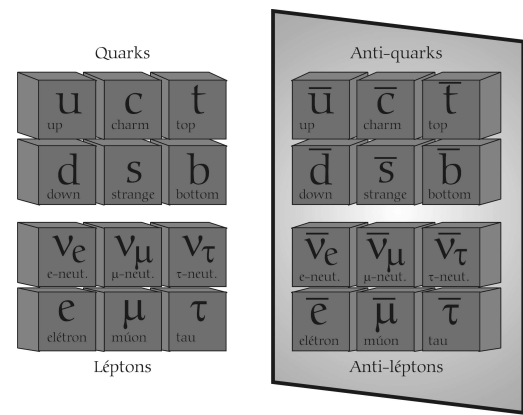 Quarks
u c t
up charm top
d s b
down strange bottom
νe νμ ντ
e-neut. μ-neut. τ-neut.
e μ τ
elétron múon tau
Léptons
Anti-quarks
u̅ c̅ t̅
up charm top
d̅ s̅ b̅
down strange bottom
ν̅e ν̅μ ν̅τ
e-neut. μ-neut. τ-neut.
e̅ μ̅ τ̅
elétron múon tau
Anti-léptons